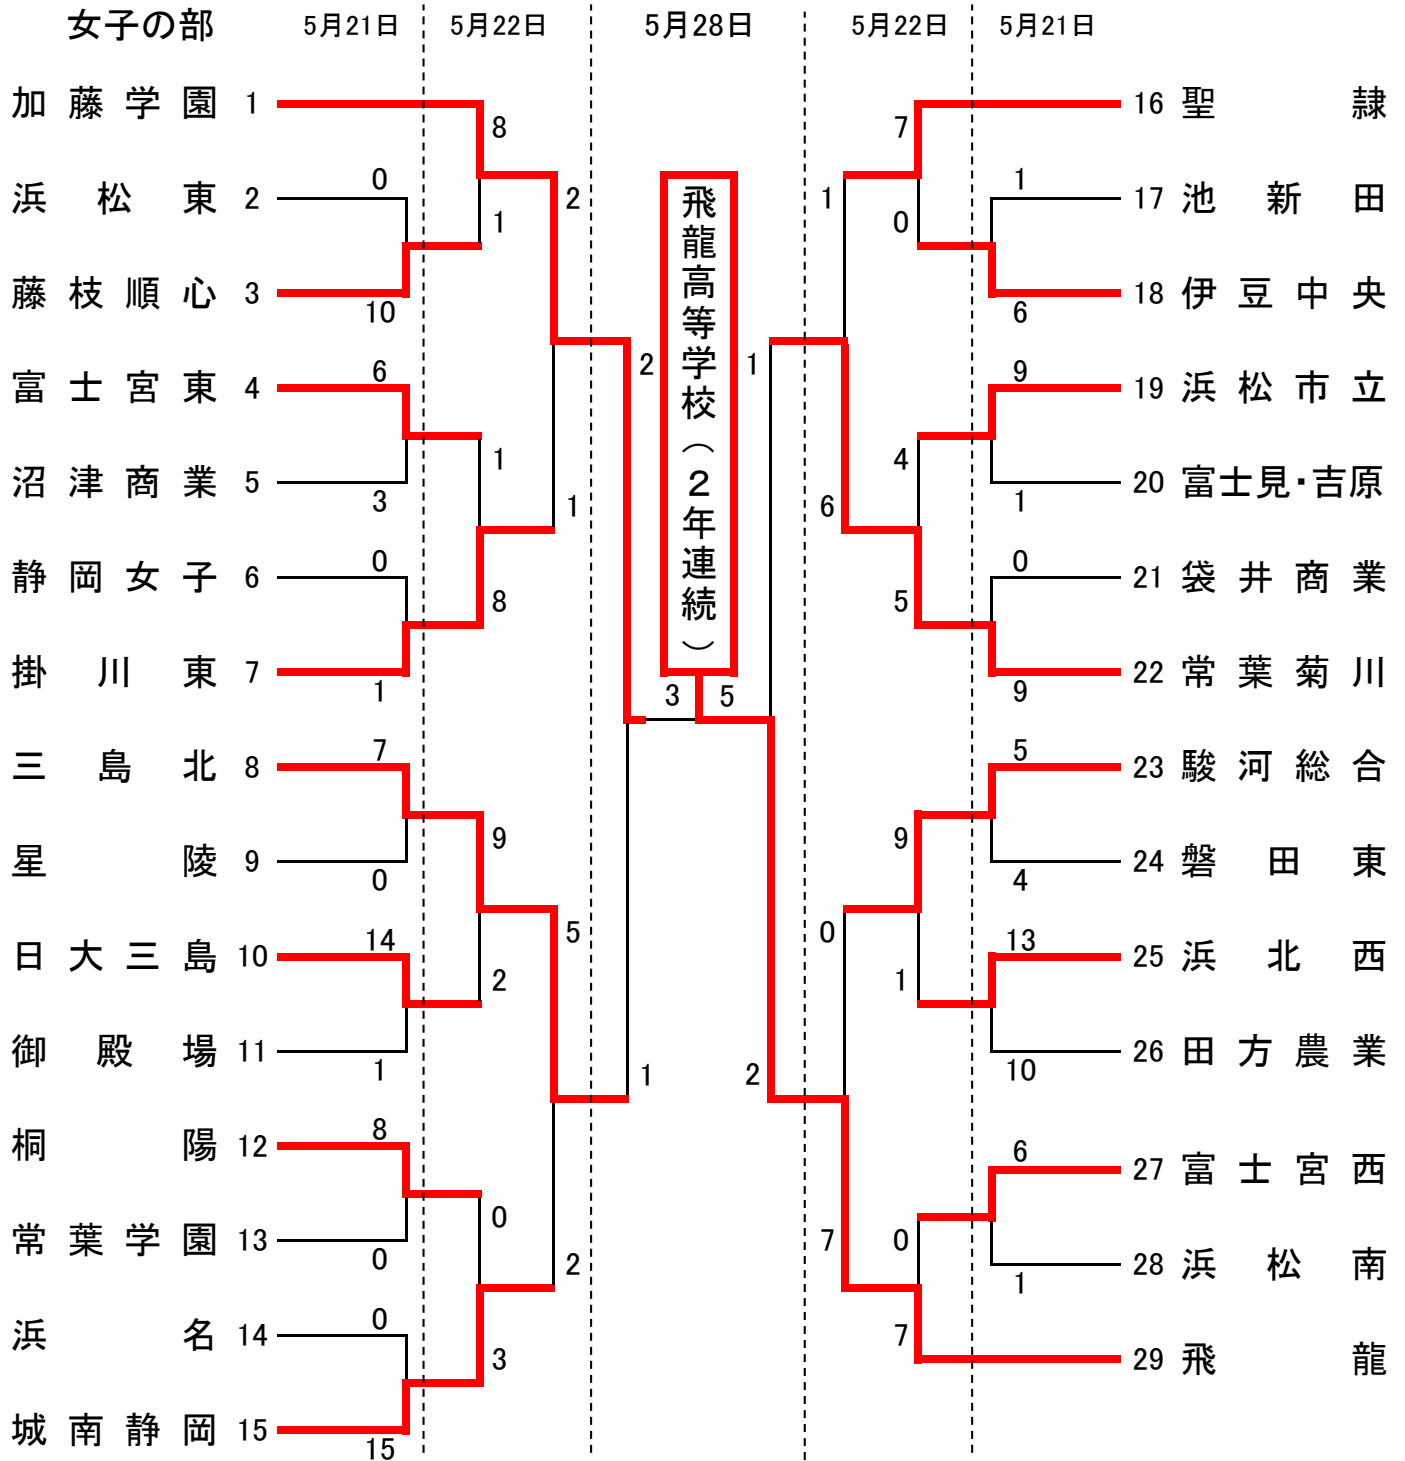 女子の部 5月21日 5月22日 5月28日 5月22日 5月21日
加藤学園 1
浜松東 2
藤枝順心 3
富士宮東 4
沼津商業 5
静岡女子 6
掛川東 7
三島北 8
星陵 9
日大三島 10
御殿場 11
桐陽 12
常葉学園 13
浜名 14
城南静岡 15
0
10
6
3
0
1
7
0
14
1
8
0
0
15
8
1
1
8
9
2
0
3
2
1
5
2
2
1
飛龍高等学校(2年連続)
3 5
1
2
1
6
0
7
7
0
4
5
9
1
0
7
1
6
9
1
0
9
5
4
13
10
6
1
16 聖隷
17 池新田
18 伊豆中央
19 浜松市立
20 富士見・吉原
21 袋井商業
22 常葉菊川
23 駿河総合
24 磐田東
25 浜北西
26 田方農業
27 富士宮西
28 浜松南
29 飛龍